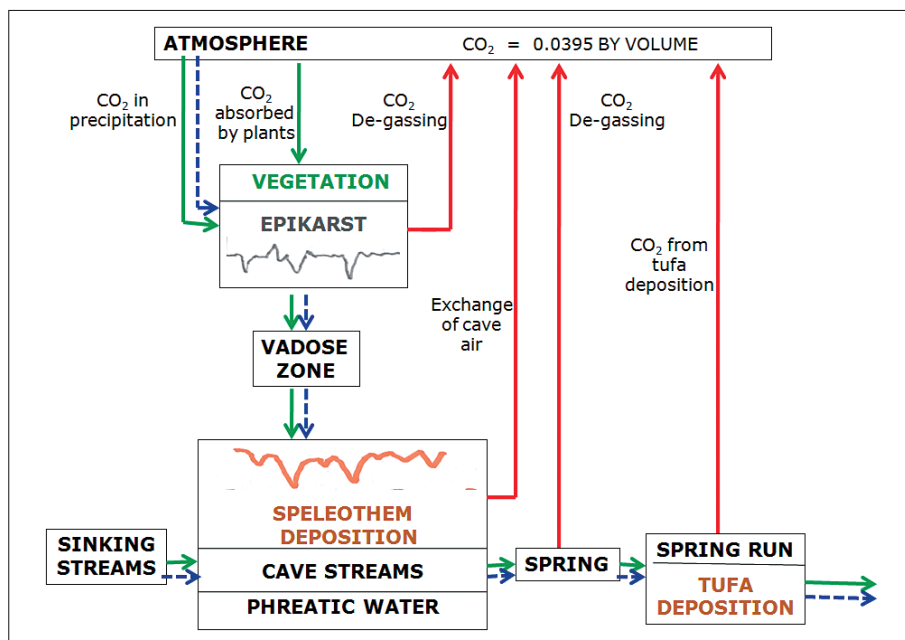 ATMOSPHERE
CO₂ = 0.0395 BY VOLUME
CO₂ in
precipitation
CO₂
absorbed
by plants
CO₂
De-gassing
CO₂
De-gassing
VEGETATION
EPIKARST
CO₂ from
tufa
deposition
Exchange
of cave
air
VADOSE
ZONE
SPELEOTHEM
DEPOSITION
SINKING
STREAMS
CAVE STREAMS
PHREATIC WATER
SPRING
SPRING RUN
TUFA
DEPOSITION